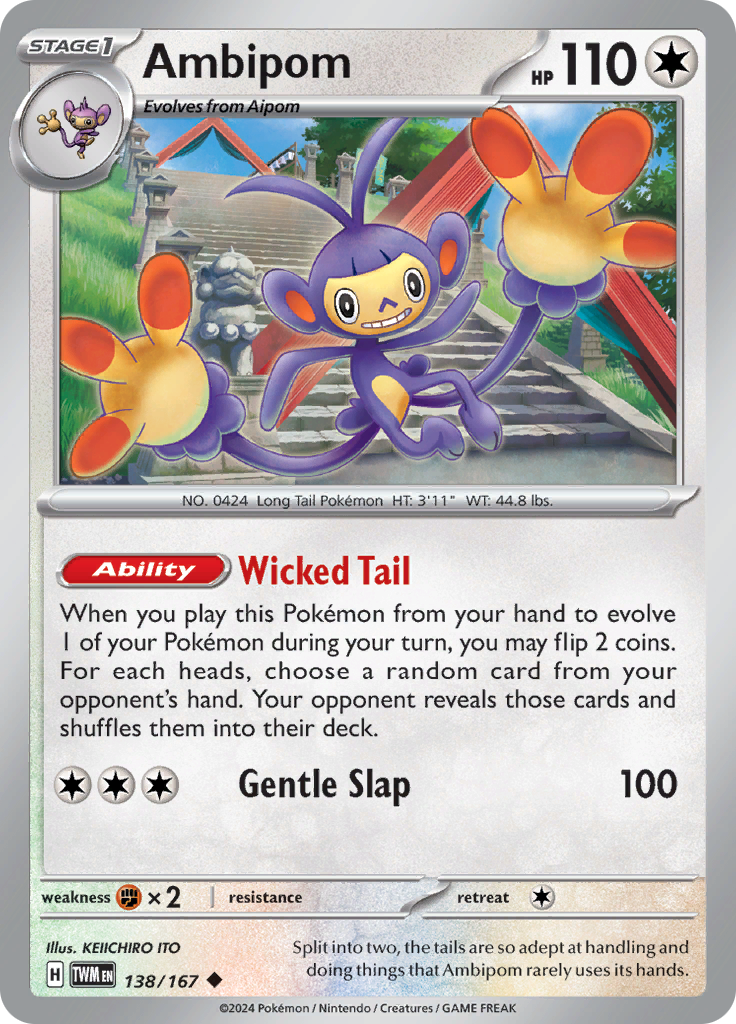 STAGE 1
Ambipom
HP 110
Evolves from Aipom
NO. 0424 Long Tail Pokémon HT: 3'11" WT: 44.8 lbs.
Ability Wicked Tail
When you play this Pokémon from your hand to evolve
1 of your Pokémon during your turn, you may flip 2 coins.
For each heads, choose a random card from your
opponent's hand. Your opponent reveals those cards and
shuffles them into their deck.
Gentle Slap 100
weakness ×2 resistance retreat
Illus. KEIICHIRO ITO
H TWM EN 138/167
Split into two, the tails are so adept at handling and
doing things that Ambipom rarely uses its hands.
©2024 Pokémon / Nintendo / Creatures / GAME FREAK